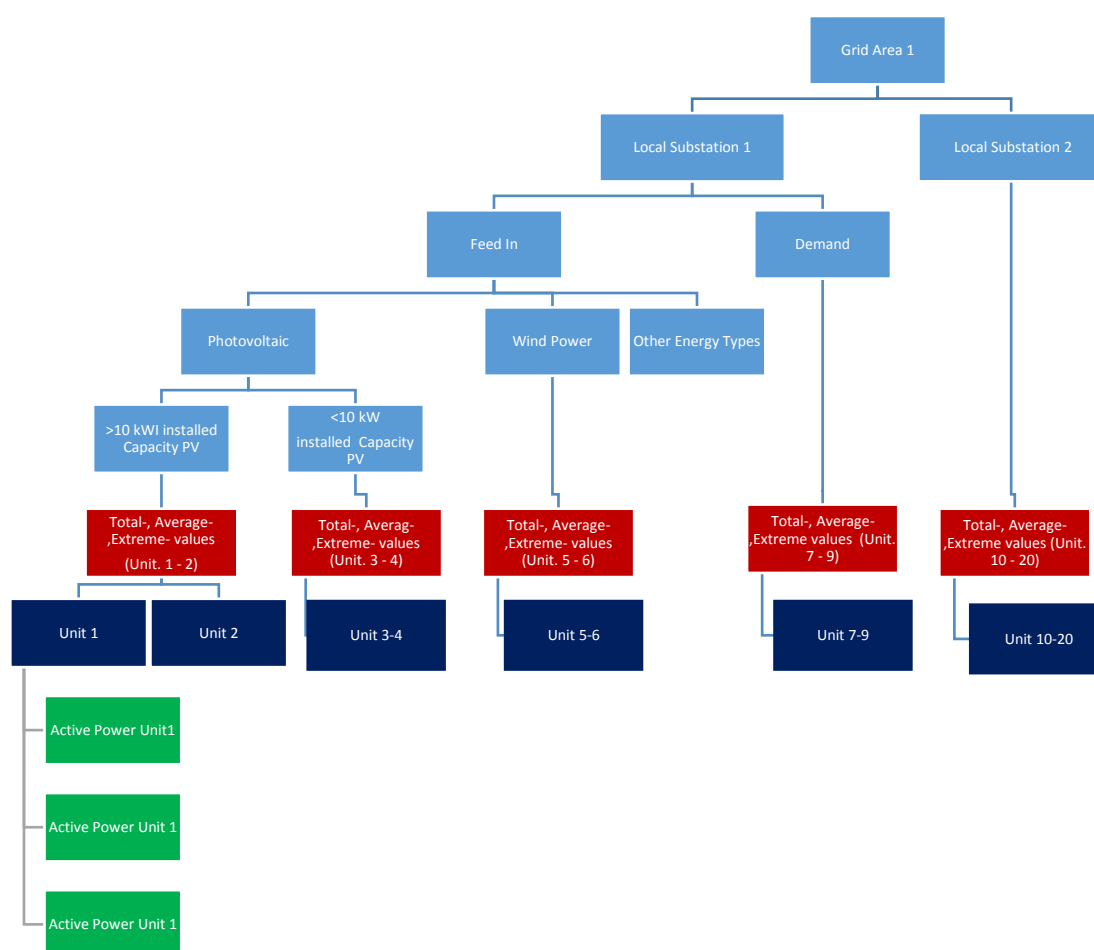 Grid Area 1
Local Substation 1
Local Substation 2
Feed In
Demand
Photovoltaic
Wind Power
Other Energy Types
>10 kWI installed
Capacity PV
<10 kW
installed  Capacity
PV
Total-, Average-
,Extreme- values
(Unit. 1 - 2)
Total-, Averag-
,Extreme- values
(Unit. 3 - 4)
Total-, Average-
,Extreme- values
(Unit. 5 - 6)
Total-, Average-
,Extreme values  (Unit.
7 - 9)
Total-, Average-
,Extreme values (Unit.
10 - 20)
Unit 1
Unit 2
Unit 3-4
Unit 5-6
Unit 7-9
Unit 10-20
Active Power Unit1
Active Power Unit 1
Active Power Unit 1